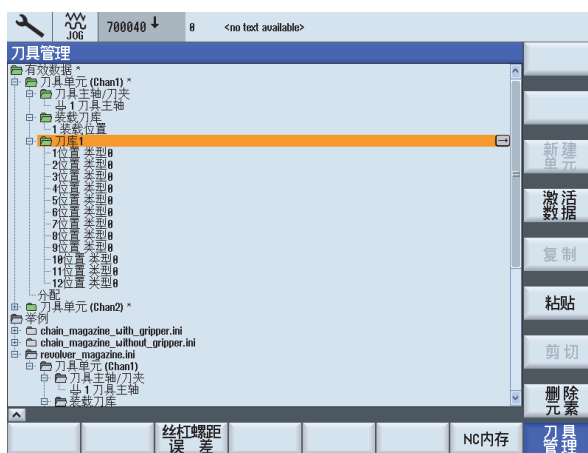 JOG
700040
0
<no text available>
刀具管理
有效数据 *
刀具单元 (Chan1) *
刀具主轴/刀夹
1 刀具主轴
装载刀库
1 装载位置
刀库1
1位置 类型0
2位置 类型0
3位置 类型0
4位置 类型0
5位置 类型0
6位置 类型0
7位置 类型0
8位置 类型0
9位置 类型0
10位置 类型0
11位置 类型0
12位置 类型0
分配
刀具单元 (Chan2) *
举例
chain_magazine_with_gripper.ini
chain_magazine_without_gripper.ini
revolver_magazine.ini
刀具单元 (Chan1)
刀具主轴/刀夹
1 刀具主轴
装载刀库
新建
单元
激活
数据
复制
粘贴
剪切
删除
元素
丝杠螺距
误 差
NC内存
刀具
管理